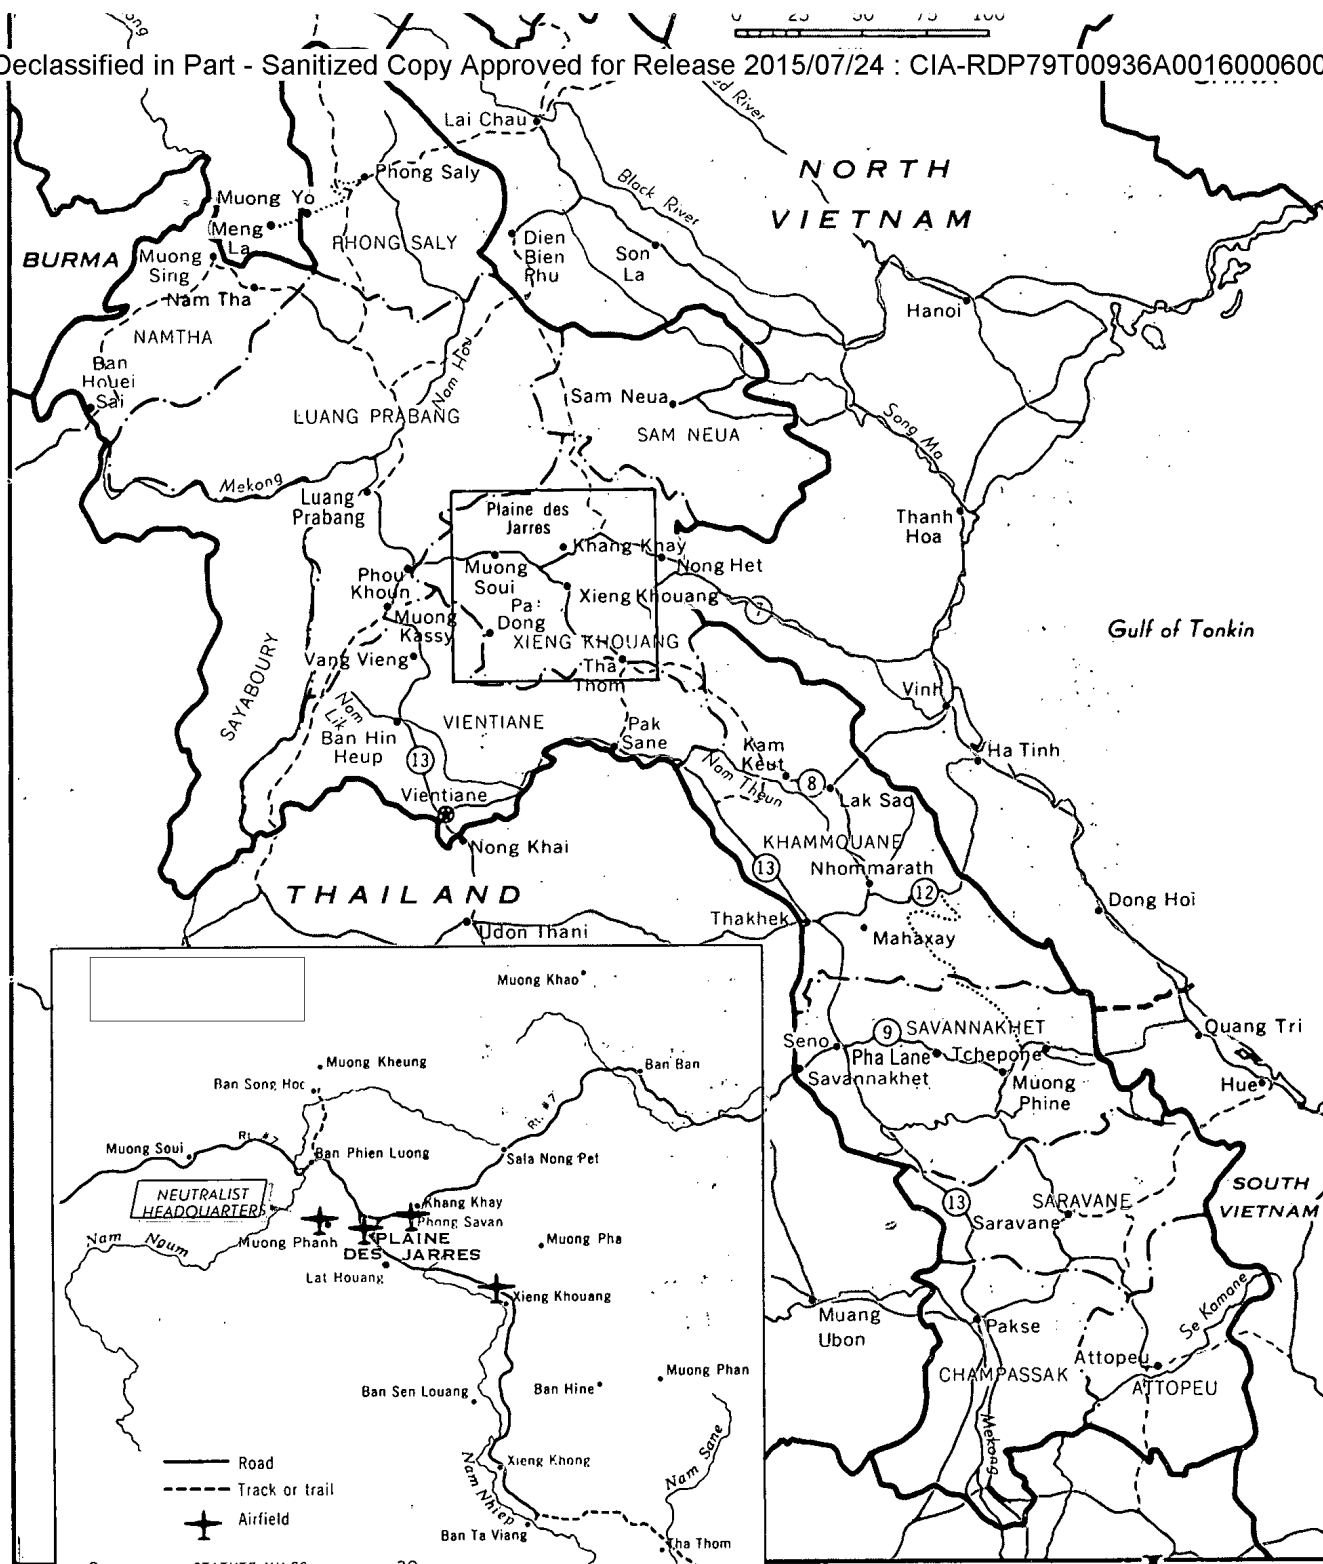 0 25 50 75 100
Declassified in Part - Sanitized Copy Approved for Release 2015/07/24 : CIA-RDP79T00936A0016000600
CHINA
Red River
Lai Chau
Phong Saly
NORTH
VIETNAM
Black River
Muong Yo
Meng
La
PHONG SALY
BURMA
Muong
Sing
Dien
Bien
Phu
Son
La
Nam Tha
Hanoi
NAMTHA
Ban
Houei
Sai
Nam Hou
LUANG PRABANG
Sam Neua
SAM NEUA
Song Ma
Mekong
Luang
Prabang
Plaine des
Jarres
Thanh
Hoa
Khang Khay
Nong Het
Phou
Khoun
Muong
Soui
Xieng Khouang
7
Muong
Kassy
Pa
Dong
XIENG KHOUANG
Gulf of Tonkin
Vang Vieng
Tha
Thom
SAYABOURY
Nam
Lik
VIENTIANE
Vinh
Ban Hin
Heup
Pak
Sane
Kam
Keut
Ha Tinh
13
Nam Theun
8
Lak Sao
Vientiane
Nong Khai
KHAMMOUANE
Nhommarath
13
12
THAILAND
Dong Hoi
Udon Thani
Thakhek
Mahaxay
Seno
9
SAVANNAKHET
Quang Tri
Pha Lane
Tchepone
Savannakhet
Muong
Phine
Hue
SOUTH
VIETNAM
13
SARAVANE
Saravane
Muang
Ubon
Pakse
Se Kamane
CHAMPASSAK
Attopeu
ATTOPEU
Mekong
Muong Khao
Muong Kheung
Ban Song Hoc
Ban Ban
Rt. #7
Muong Soui
Rt. #7
Ban Phien Luong
Sala Nong Pet
NEUTRALIST
HEADQUARTERS
Khang Khay
Phong Savan
Nam Ngum
Muong Phanh
PLAINE
DES JARRES
Muong Pha
Lat Houang
Xieng Khouang
Muong Phan
Ban Sen Louang
Ban Hine
Xieng Khong
Nam Nhiep
Nam Sane
Ban Ta Viang
Tha Thom
Road
Track or trail
Airfield
0 STATUTE MILES 20